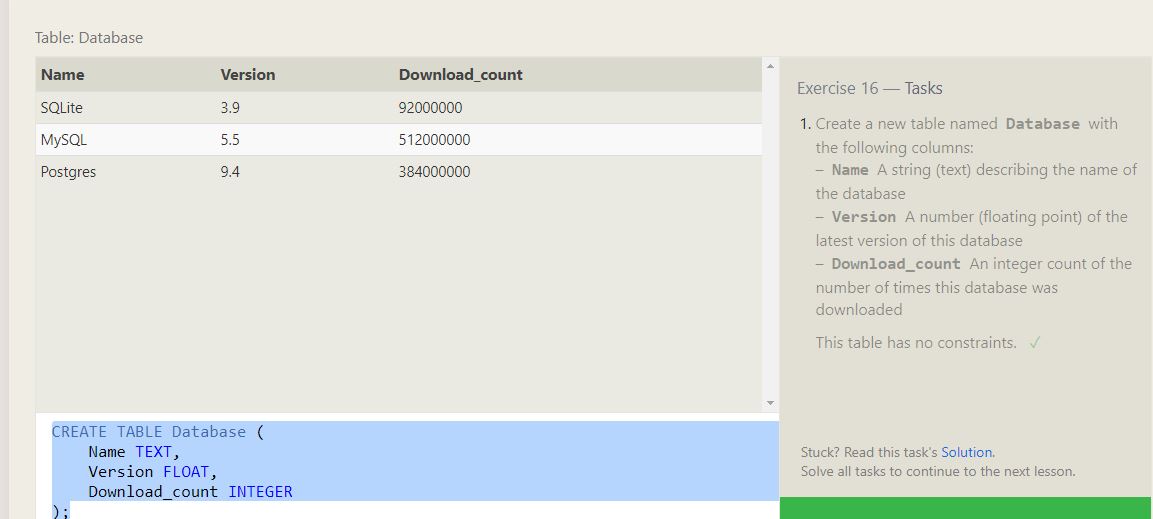 Table: Database
Name Version Download_count
SQLite 3.9 92000000
MySQL 5.5 512000000
Postgres 9.4 384000000
CREATE TABLE Database (
    Name TEXT,
    Version FLOAT,
    Download_count INTEGER
);
Exercise 16 — Tasks
1. Create a new table named Database with
the following columns:
– Name A string (text) describing the name of
the database
– Version A number (floating point) of the
latest version of this database
– Download_count An integer count of the
number of times this database was
downloaded
This table has no constraints. ✓
Stuck? Read this task's Solution.
Solve all tasks to continue to the next lesson.